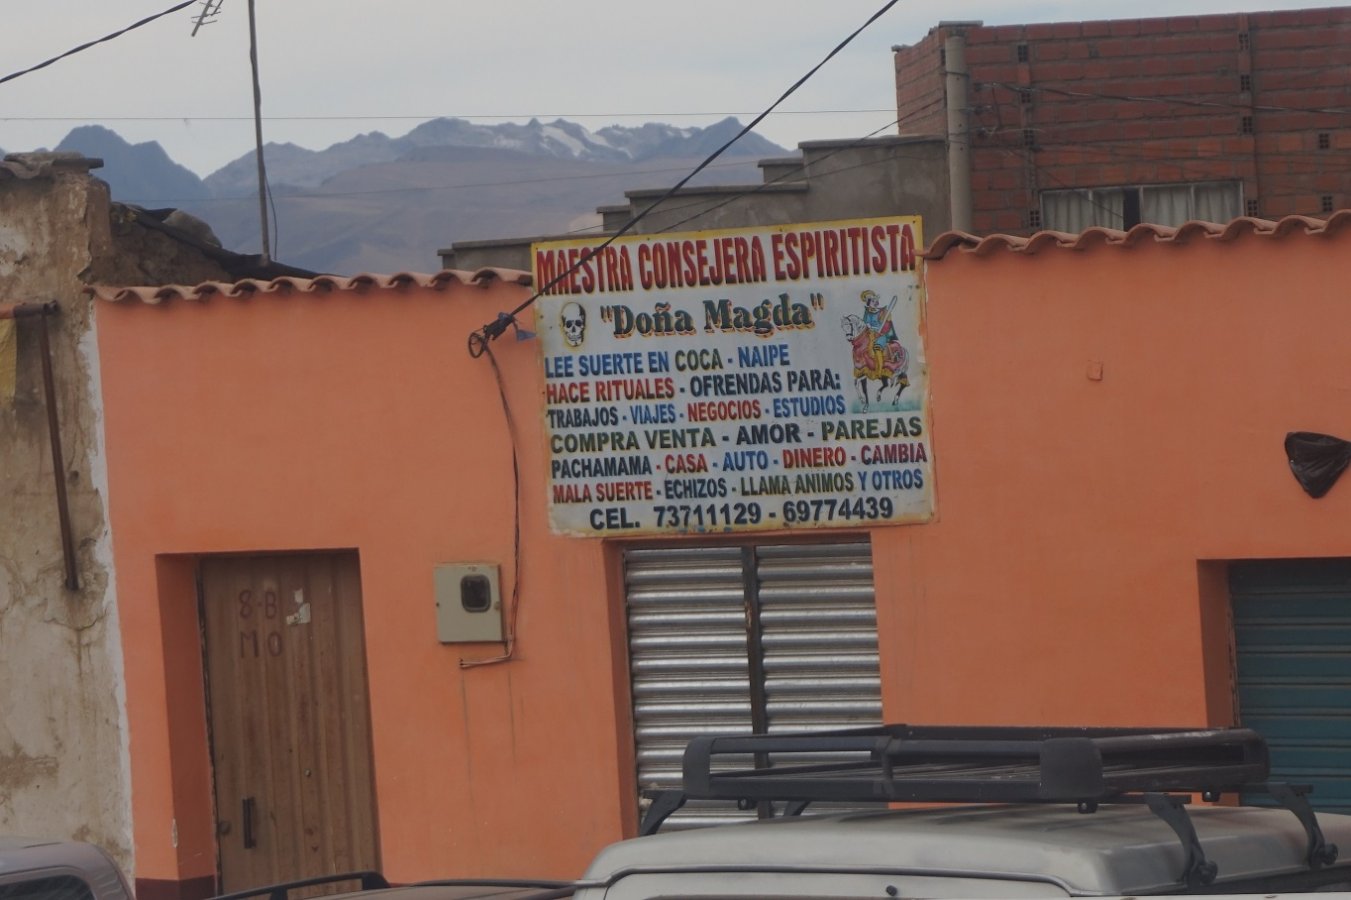 MAESTRA CONSEJERA ESPIRITISTA
"Doña Magda"
LEE SUERTE EN COCA - NAIPE
HACE RITUALES - OFRENDAS PARA:
TRABAJOS - VIAJES - NEGOCIOS - ESTUDIOS
COMPRA VENTA - AMOR - PAREJAS
PACHAMAMA - CASA - AUTO - DINERO - CAMBIA
MALA SUERTE - ECHIZOS - LLAMA ANIMOS Y OTROS
CEL. 73711129 - 69774439
8-B
M0